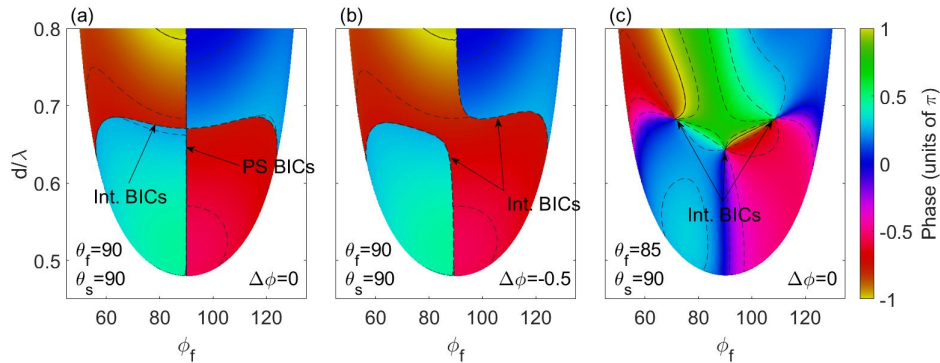 (a) (b) (c)
0.8
0.7
0.6
0.5
d/λ
Int. BICs
PS BICs
θf=90
θs=90
Δϕ=0
60 80 100 120
ϕf
Int. BICs
θf=90
θs=90
Δϕ=-0.5
60 80 100 120
ϕf
Int. BICs
θf=85
θs=90
Δϕ=0
60 80 100 120
ϕf
1
0.5
0
-0.5
-1
Phase (units of π)